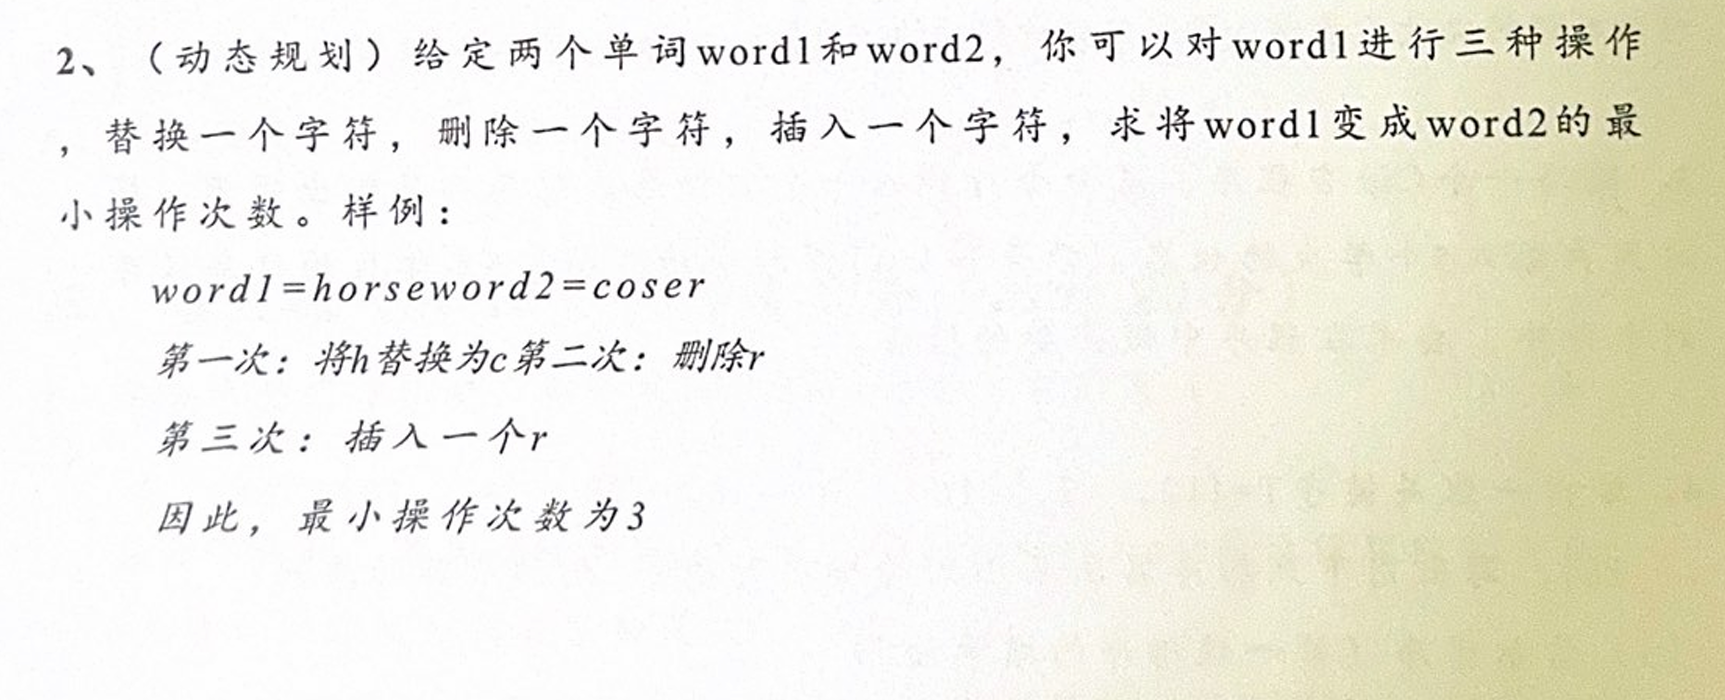 2、（动态规划）给定两个单词word1和word2，你可以对word1进行三种操作
，替换一个字符，删除一个字符，插入一个字符，求将word1变成word2的最
小操作次数。样例：
word1=horseword2=coser
第一次：将h替换为c第二次：删除r
第三次：插入一个r
因此，最小操作次数为3